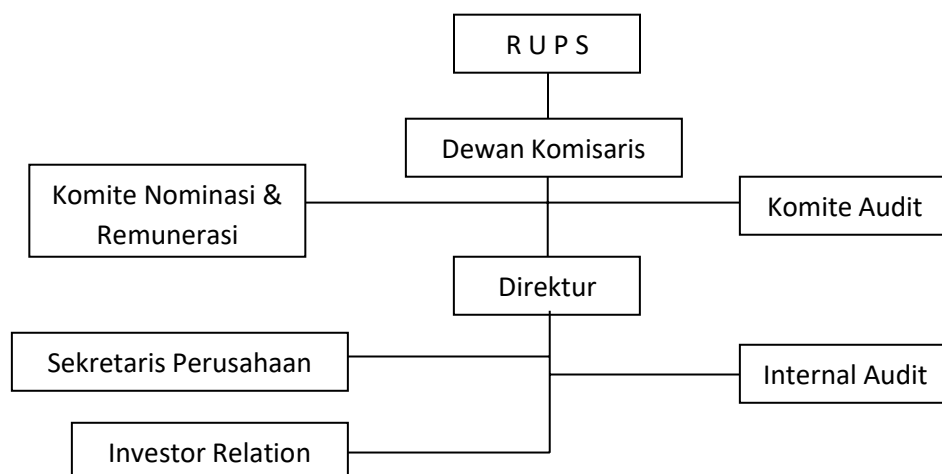 R U P S
Dewan Komisaris
Komite Nominasi &
Remunerasi
Komite Audit
Direktur
Sekretaris Perusahaan
Internal Audit
Investor Relation